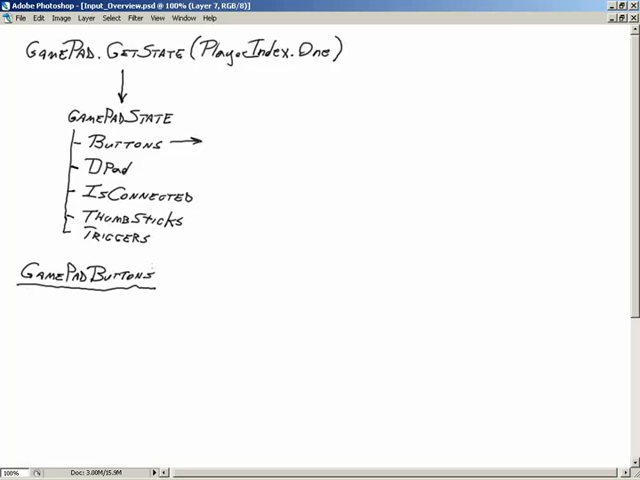 Adobe Photoshop - [Input_Overview.psd @ 100% (Layer 7, RGB/8)]
File Edit Image Layer Select Filter View Window Help
GamePad.GetState(PlayerIndex.One)
GamePadState
Buttons
DPad
IsConnected
ThumbSticks
Triggers
GamePadButtons
100% Doc: 3.00M/15.9M